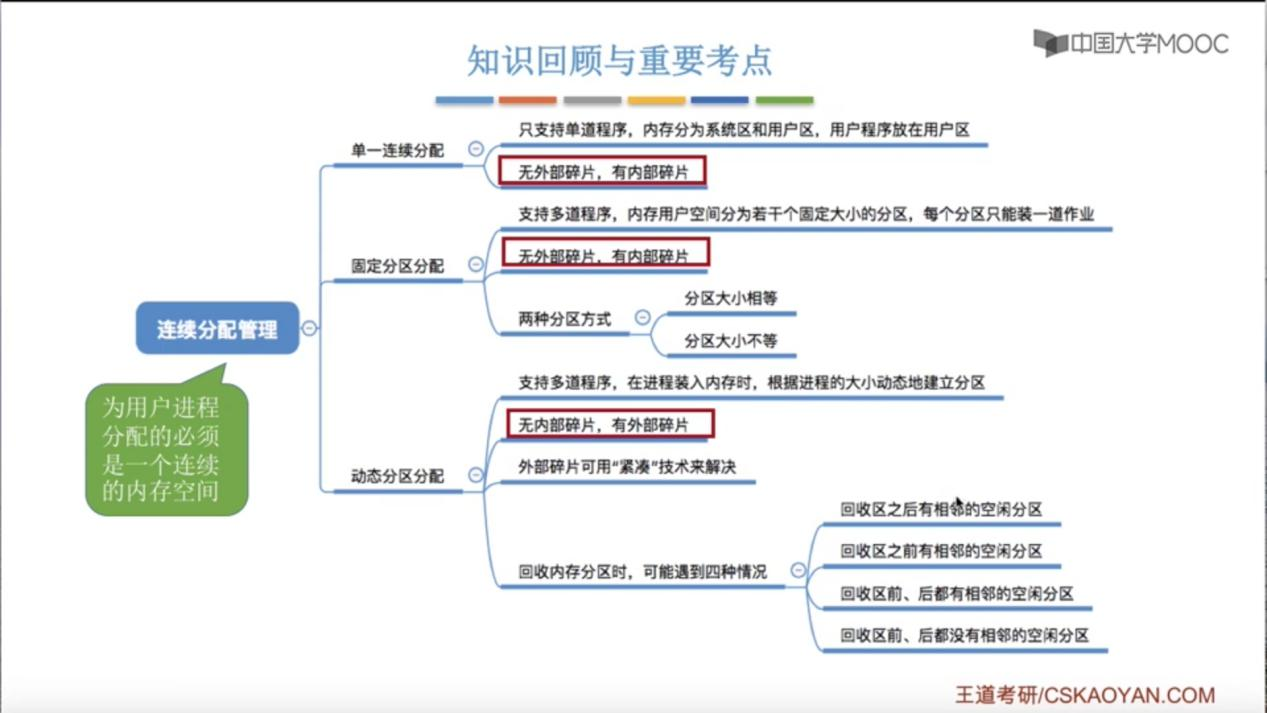 中国大学MOOC
知识回顾与重要考点
只支持单道程序，内存分为系统区和用户区，用户程序放在用户区
单一连续分配
无外部碎片，有内部碎片
支持多道程序，内存用户空间分为若干个固定大小的分区，每个分区只能装一道作业
无外部碎片，有内部碎片
固定分区分配
分区大小相等
两种分区方式
分区大小不等
连续分配管理
为用户进程
分配的必须
是一个连续
的内存空间
支持多道程序，在进程装入内存时，根据进程的大小动态地建立分区
无内部碎片，有外部碎片
外部碎片可用“紧凑”技术来解决
动态分区分配
回收区之后有相邻的空闲分区
回收区之前有相邻的空闲分区
回收内存分区时，可能遇到四种情况
回收区前、后都有相邻的空闲分区
回收区前、后都没有相邻的空闲分区
王道考研/CSKAOYAN.COM